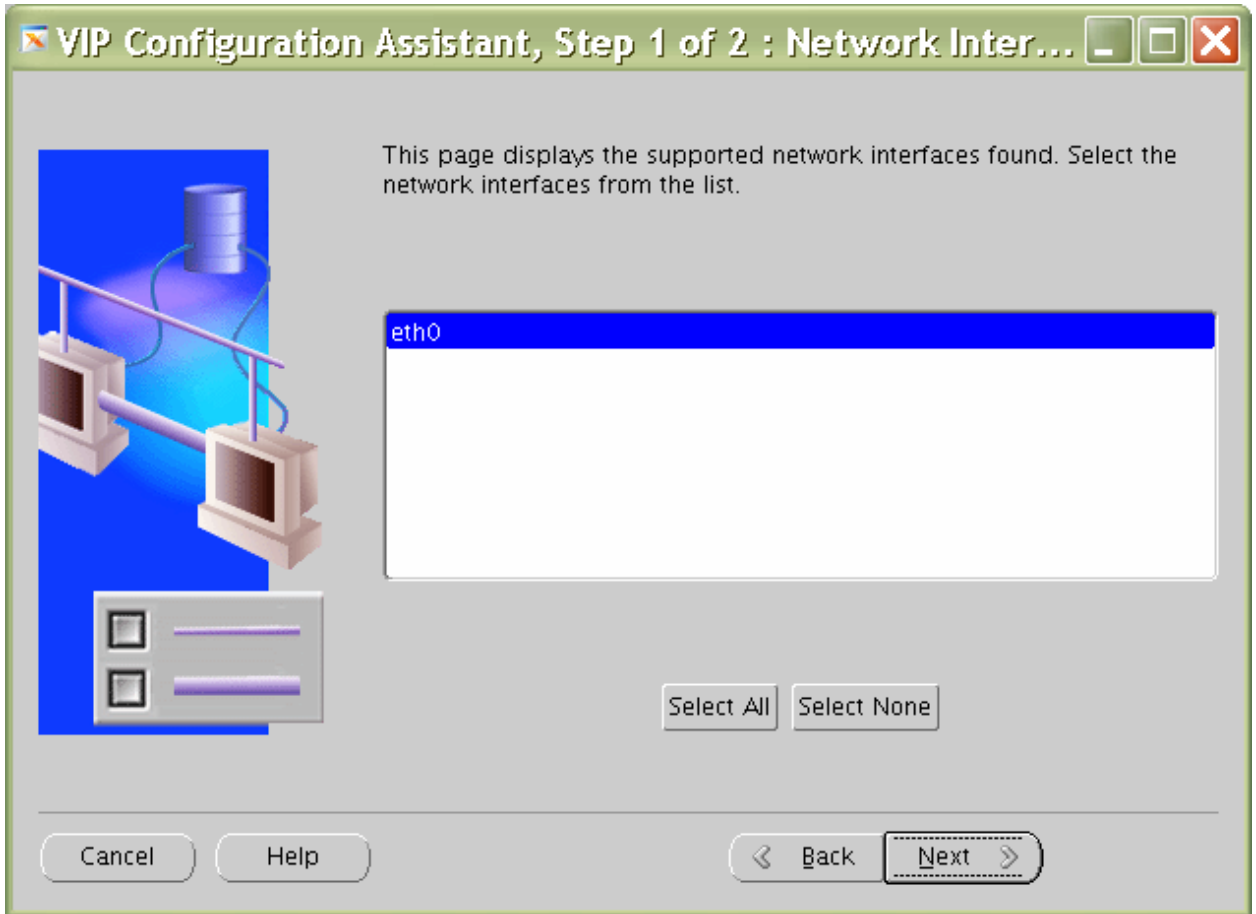 VIP Configuration Assistant, Step 1 of 2 : Network Inter...
This page displays the supported network interfaces found. Select the
network interfaces from the list.
eth0
Select All Select None
Cancel Help Back Next